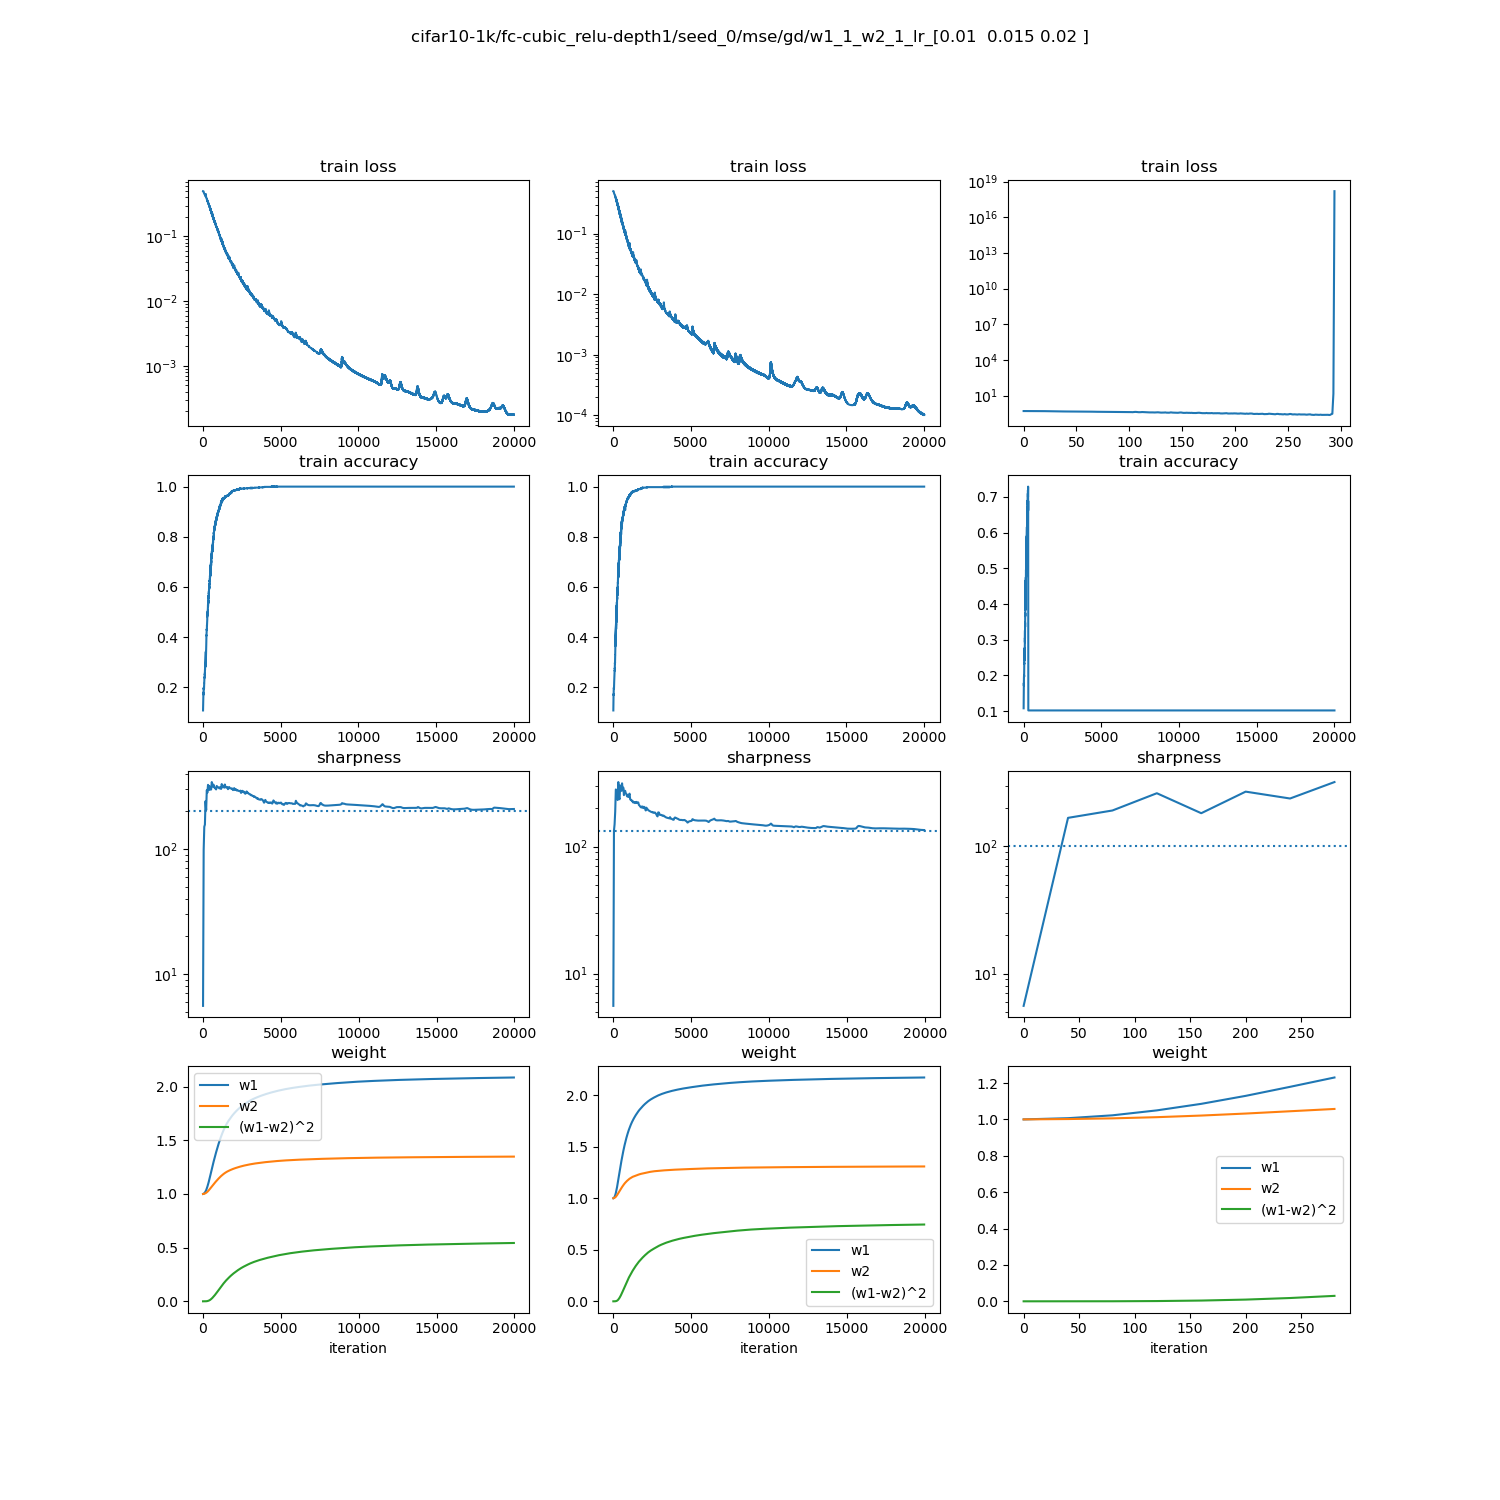 cifar10-1k/fc-cubic_relu-depth1/seed_0/mse/gd/w1_1_w2_1_lr_[0.01  0.015 0.02 ]
train loss
10^-1
10^-2
10^-3
0 5000 10000 15000 20000
train loss
10^-1
10^-2
10^-3
10^-4
0 5000 10000 15000 20000
train loss
10^19
10^16
10^13
10^10
10^7
10^4
10^1
0 50 100 150 200 250 300
train accuracy
1.0
0.8
0.6
0.4
0.2
0 5000 10000 15000 20000
train accuracy
1.0
0.8
0.6
0.4
0.2
0 5000 10000 15000 20000
train accuracy
0.7
0.6
0.5
0.4
0.3
0.2
0.1
0 5000 10000 15000 20000
sharpness
10^2
10^1
0 5000 10000 15000 20000
sharpness
10^2
10^1
0 5000 10000 15000 20000
sharpness
10^2
10^1
0 50 100 150 200 250
weight
2.0
1.5
1.0
0.5
0.0
w1
w2
(w1-w2)^2
0 5000 10000 15000 20000
iteration
weight
2.0
1.5
1.0
0.5
0.0
w1
w2
(w1-w2)^2
0 5000 10000 15000 20000
iteration
weight
1.2
1.0
0.8
0.6
0.4
0.2
0.0
w1
w2
(w1-w2)^2
0 50 100 150 200 250
iteration